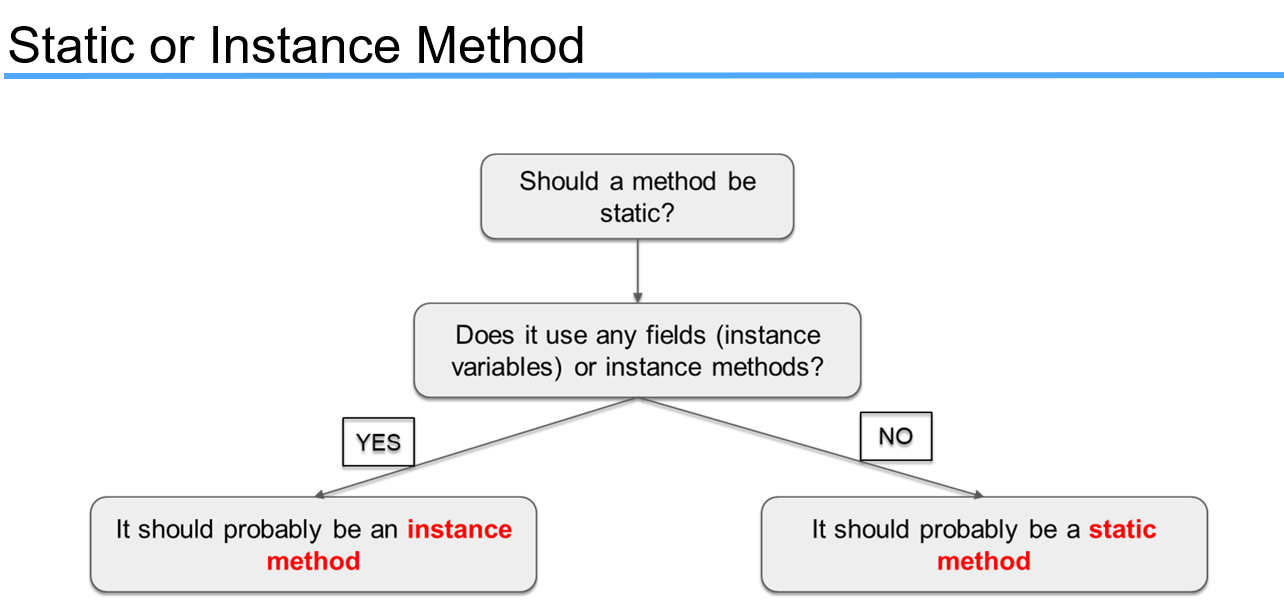 Static or Instance Method
Should a method be
static?
Does it use any fields (instance
variables) or instance methods?
YES
NO
It should probably be an instance
method
It should probably be a static
method